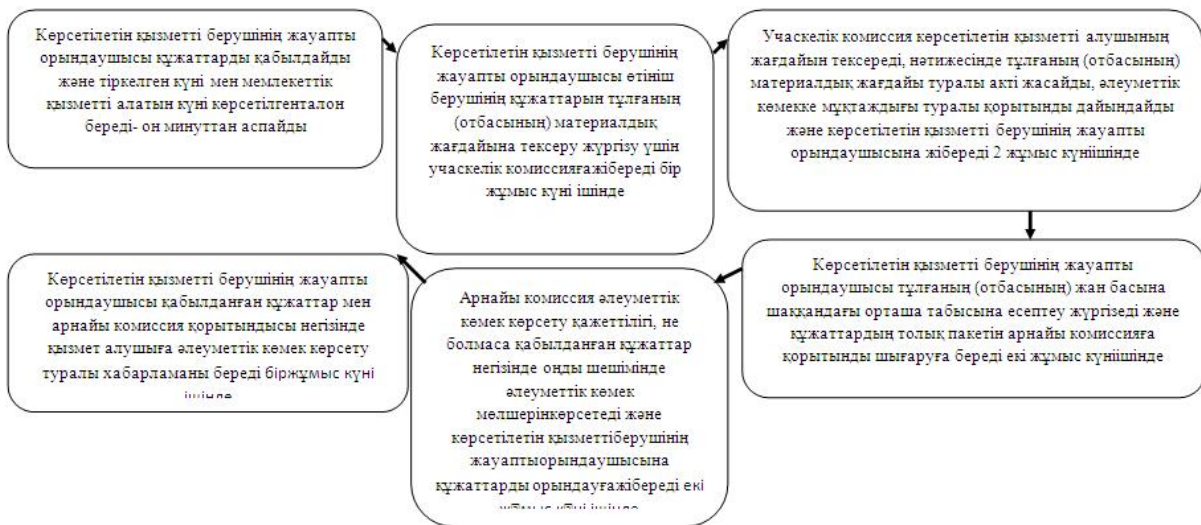 Көрсетілетін қызметті берушінің жауапты
орындаушысы құжаттарды қабылдайды
және тіркелген күні мен мемлекеттік
қызметті алатын күні көрсетілгенталон
береді- он минуттан аспайды
Көрсетілетін қызметті берушінің
жауапты орындаушысы өтініш
берушінің құжаттарын тұлғаның
(отбасының) материалдық
жағдайына тексеру жүргізу үшін
учаскелік комиссияғажібереді бір
жұмыс күні ішінде
Учаскелік комиссия көрсетілетін қызметті алушының
жағдайын тексереді, нәтижесінде тұлғаның (отбасының)
материалдық жағдайы туралы акті жасайды, әлеуметтік
көмекке мұқтаждығы туралы қорытынды дайындайды
және көрсетілетін қызметті берушінің жауапты
орындаушысына жібереді 2 жұмыс күніішінде
Көрсетілетін қызметті берушінің жауапты
орындаушысы тұлғаның (отбасының) жан басына
шаққандағы орташа табысына есептеу жүргізеді және
құжаттардың толық пакетін арнайы комиссияға
қорытынды шығаруға береді екі жұмыс күніішінде
Арнайы комиссия әлеуметтік
көмек көрсету қажеттілігі, не
болмаса қабылданған құжаттар
негізінде оңды шешімінде
әлеуметтік көмек
мөлшерінкөрсетеді және
көрсетілетін қызметтіберушінің
жауаптыорындаушысына
құжаттарды орындауғажібереді екі
жұмыс күні ішінде
Көрсетілетін қызметті берушінің жауапты
орындаушысы қабылданған құжаттар мен
арнайы комиссия қорытындысы негізінде
қызмет алушыға әлеуметтік көмек көрсету
туралы хабарламаны береді біржұмыс күні
ішінде